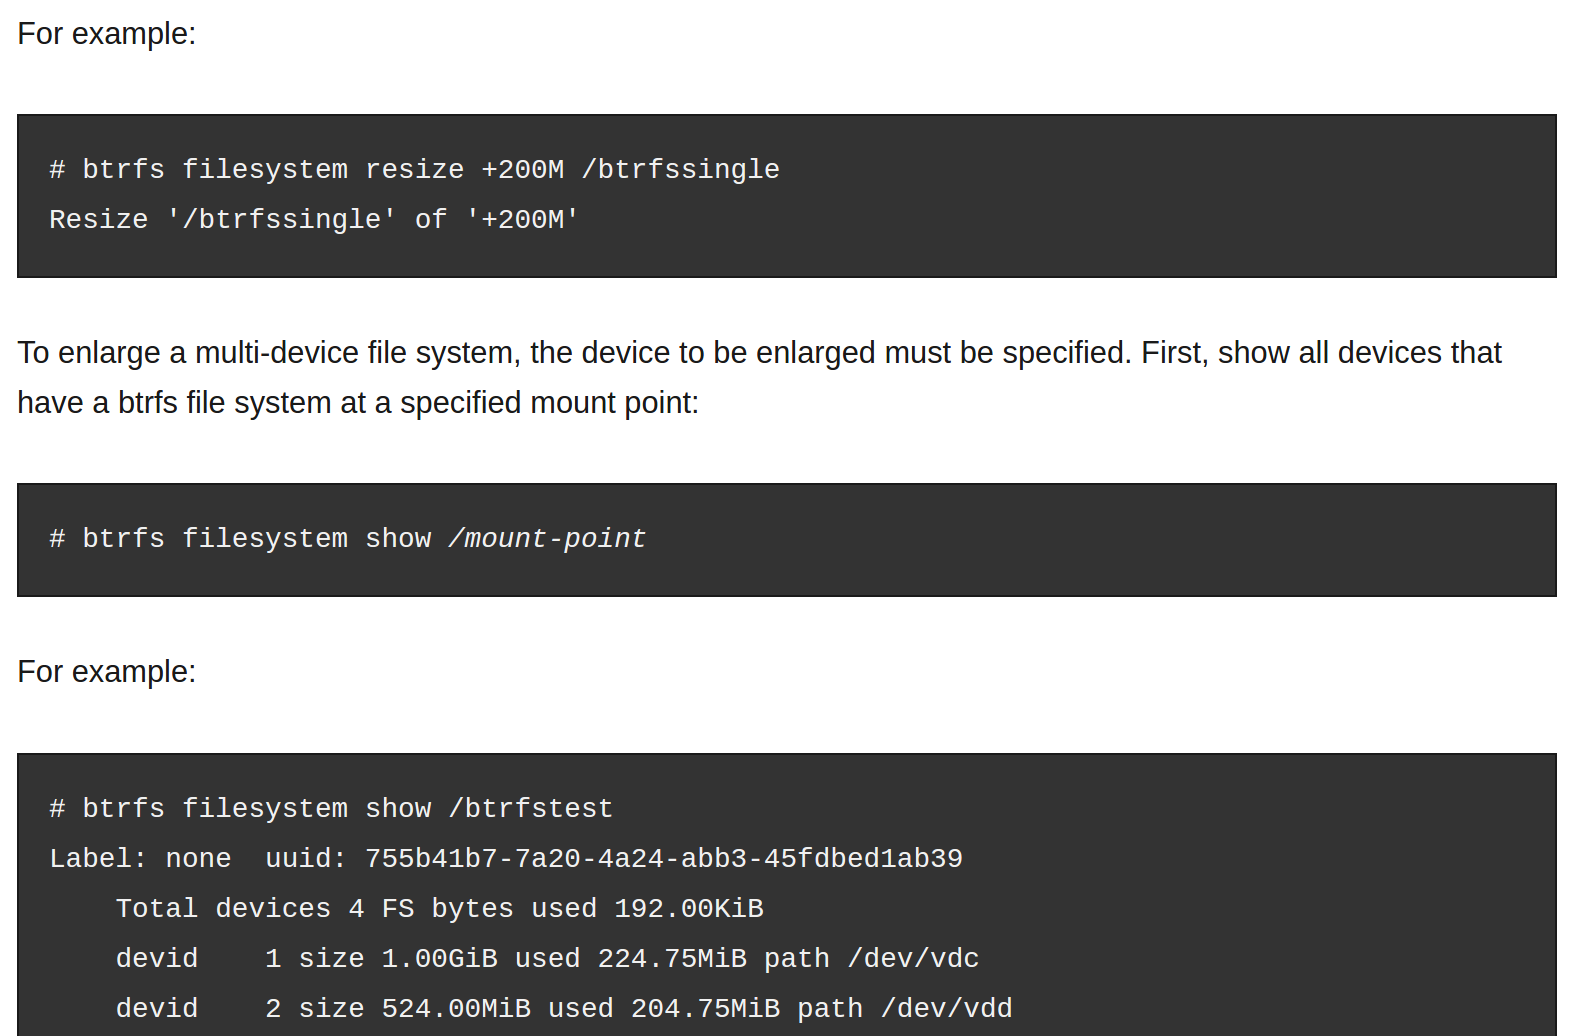 For example:
# btrfs filesystem resize +200M /btrfssingle
Resize '/btrfssingle' of '+200M'
To enlarge a multi-device file system, the device to be enlarged must be specified. First, show all devices that
have a btrfs file system at a specified mount point:
# btrfs filesystem show /mount-point
For example:
# btrfs filesystem show /btrfstest
Label: none  uuid: 755b41b7-7a20-4a24-abb3-45fdbed1ab39
    Total devices 4 FS bytes used 192.00KiB
    devid    1 size 1.00GiB used 224.75MiB path /dev/vdc
    devid    2 size 524.00MiB used 204.75MiB path /dev/vdd